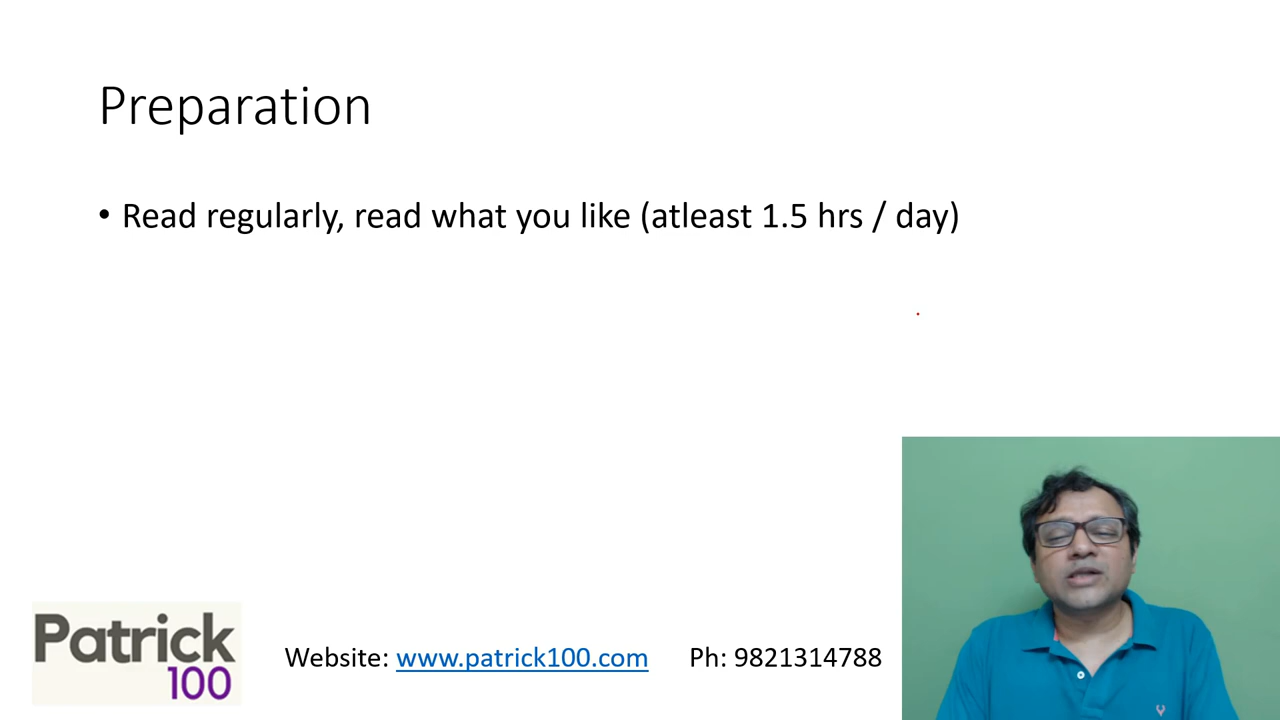 Preparation
• Read regularly, read what you like (atleast 1.5 hrs / day)
Patrick
100
Website: www.patrick100.com Ph: 9821314788